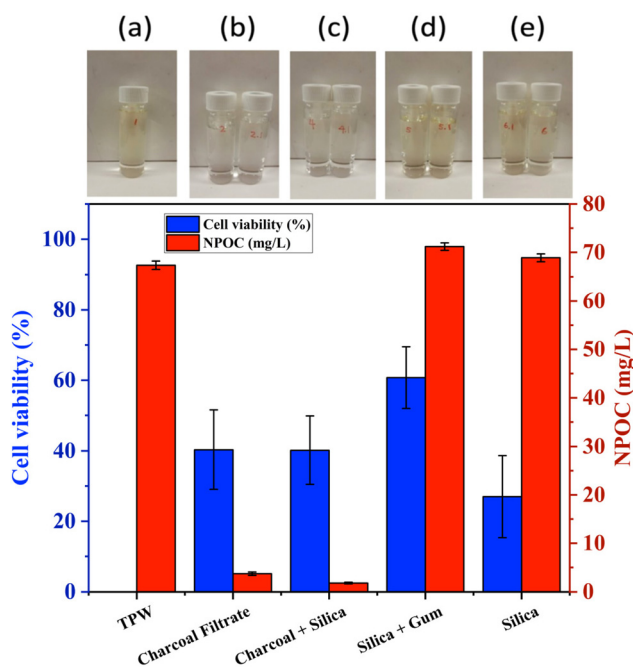 (a) (b) (c) (d) (e)
Cell viability (%)
NPOC (mg/L)
100
80
60
40
20
0
Cell viability (%)
80
70
60
50
40
30
20
10
0
NPOC (mg/L)
TPW
Charcoal Filtrate
Charcoal + Silica
Silica + Gum
Silica